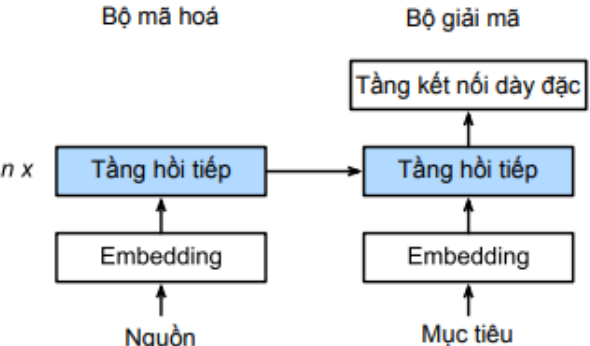 Bộ mã hoá
Bộ giải mã
Tầng kết nối dày đặc
n x
Tầng hồi tiếp
Tầng hồi tiếp
Embedding
Embedding
Nguồn
Mục tiêu